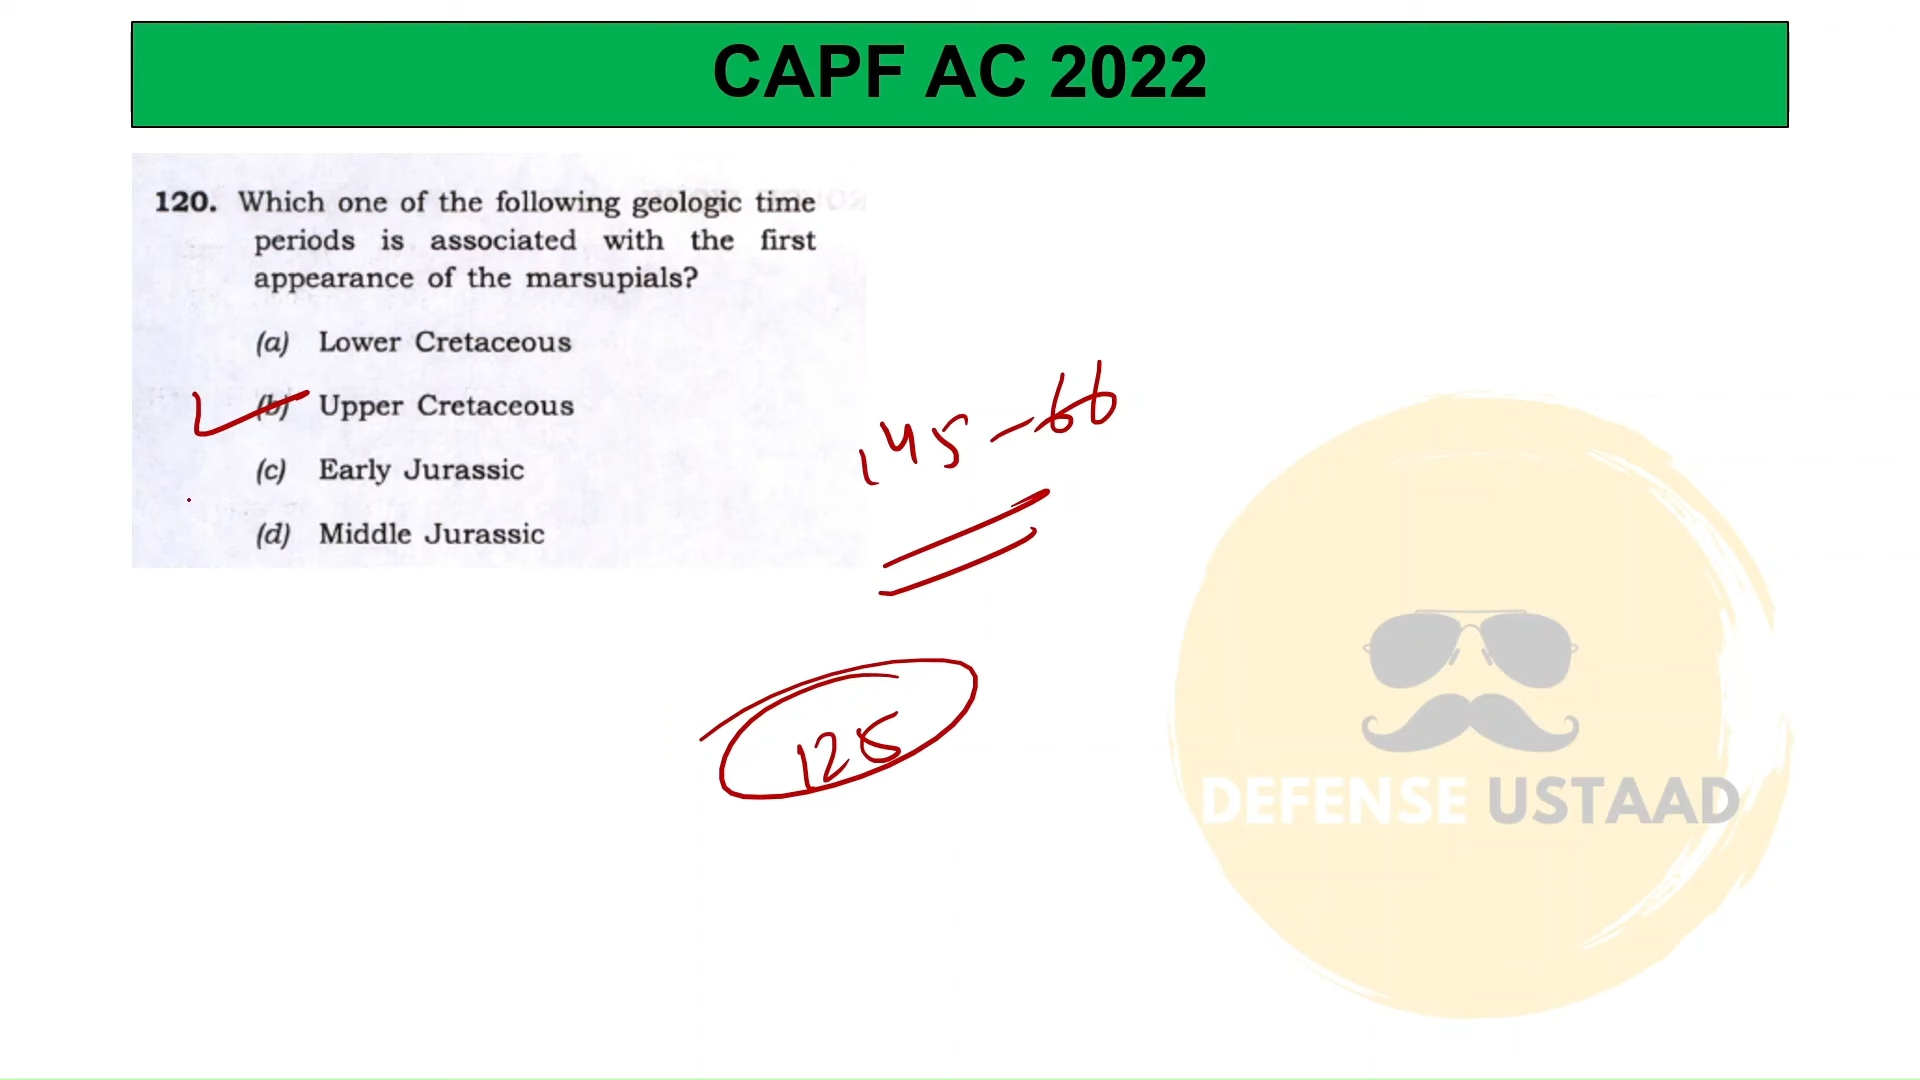 CAPF AC 2022
120. Which one of the following geologic time
periods is associated with the first
appearance of the marsupials?
(a) Lower Cretaceous
(b) Upper Cretaceous
(c) Early Jurassic
(d) Middle Jurassic
145-66
125
DEFENSE USTAAD